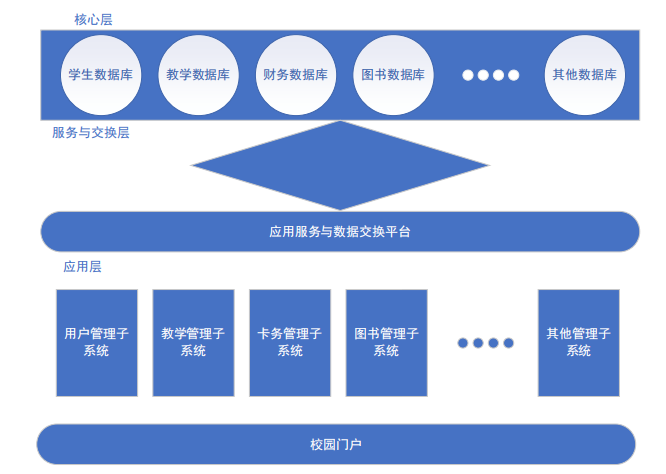 核心层
学生数据库
教学数据库
财务数据库
图书数据库
其他数据库
服务与交换层
应用服务与数据交换平台
应用层
用户管理子
系统
教学管理子
系统
卡务管理子
系统
图书管理子
系统
其他管理子
系统
校园门户